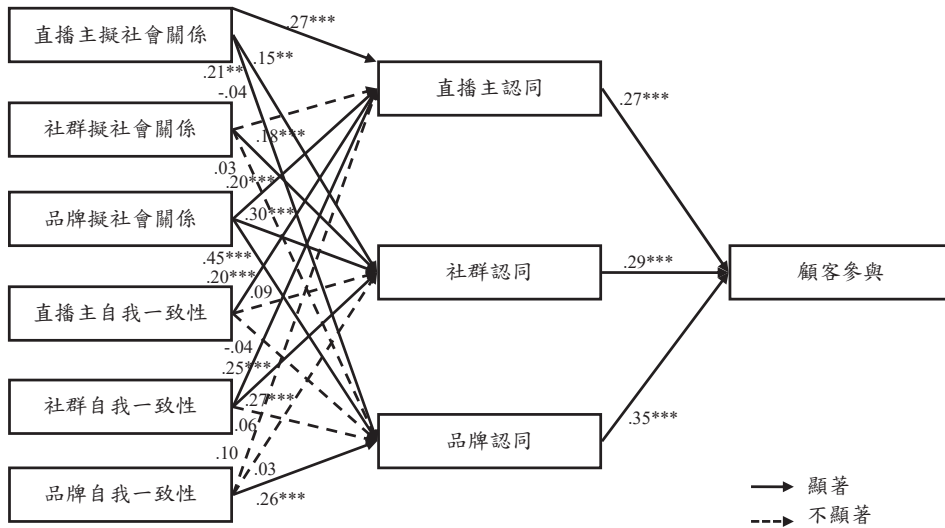 .27***
直播主擬社會關係
.15**
.21**
-.04
直播主認同
.27***
社群擬社會關係
.18***
.03
.20***
品牌擬社會關係
.30***
.45***
社群認同
.29***
顧客參與
.20***
.09
直播主自我一致性
-.04
.25***
社群自我一致性
.27***
.06
品牌認同
.35***
.10
.03
品牌自我一致性
.26***
顯著
不顯著